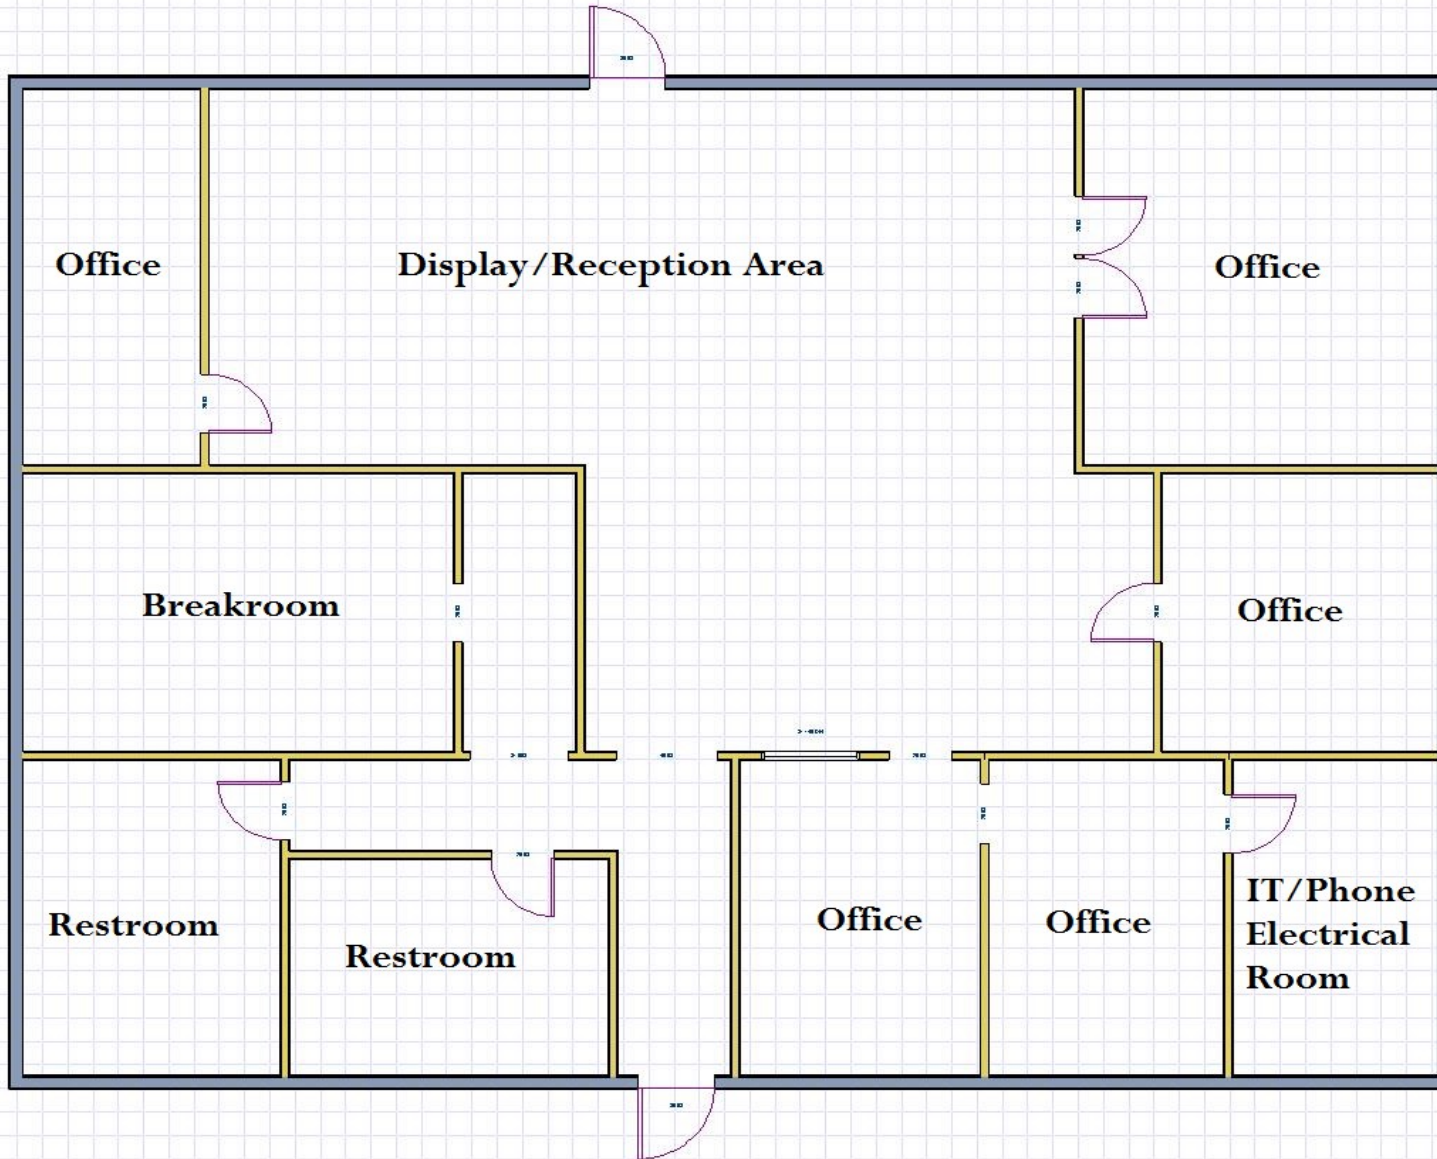 Office
Display/Reception Area
Office
Breakroom
Office
Restroom
Restroom
Office
Office
IT/Phone
Electrical
Room